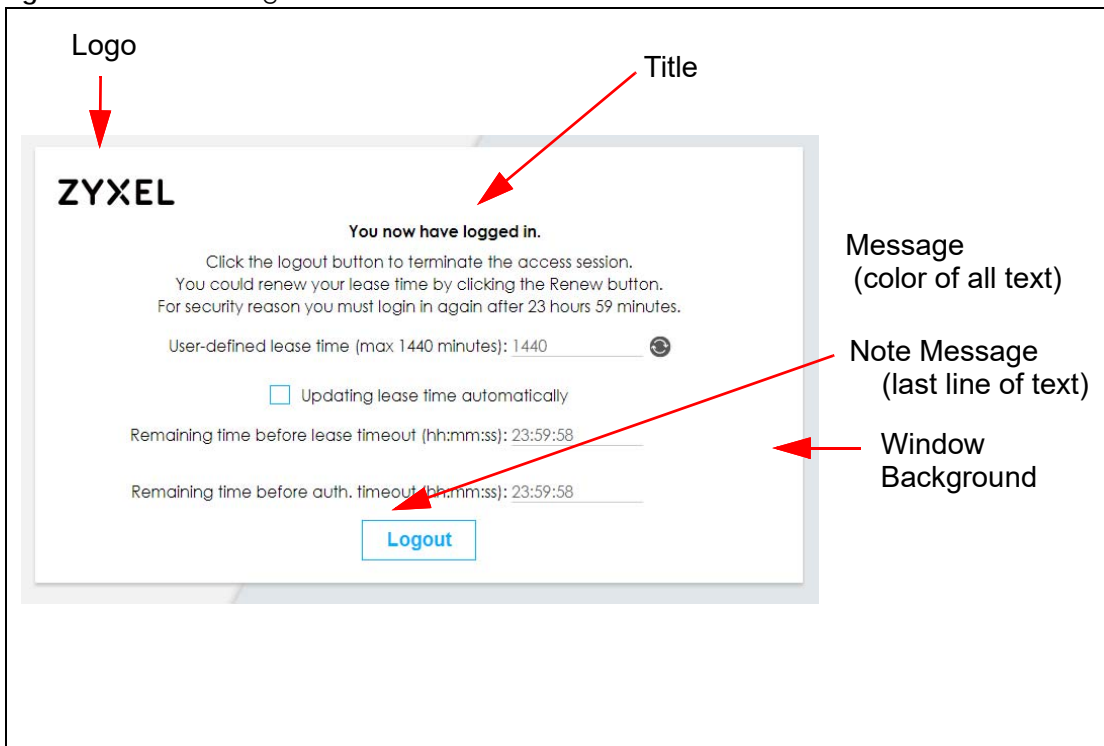 Logo
Title
ZYXEL
You now have logged in.
Click the logout button to terminate the access session.
You could renew your lease time by clicking the Renew button.
For security reason you must login in again after 23 hours 59 minutes.
User-defined lease time (max 1440 minutes): 1440
Updating lease time automatically
Remaining time before lease timeout (hh:mm:ss): 23:59:58
Remaining time before auth. timeout (hh:mm:ss): 23:59:58
Logout
Message
(color of all text)
Note Message
(last line of text)
Window
Background